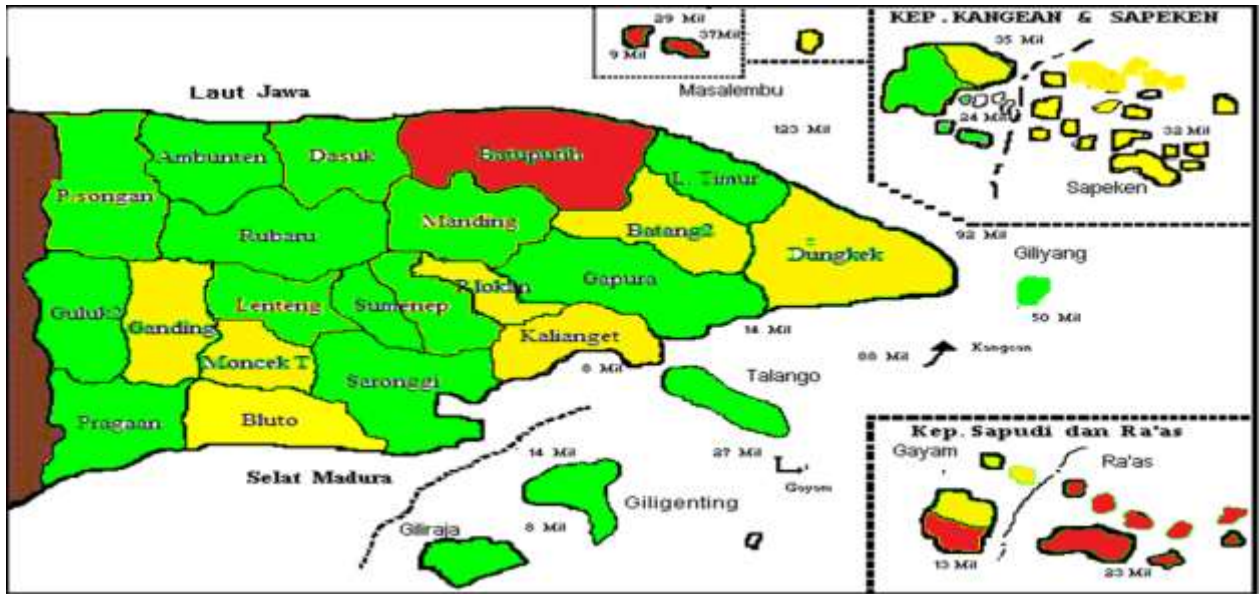 29 Mil
37Mil
9 Mil
KEP.KANGEAN & SAPEKEN
35 Mil
Laut Jawa
Masalembu
24 Mil
123 Mil
32 Mil
Sapeken
Ambunten
Dasuk
Batuputih
L. Timur
P.songan
Manding
Rubaru
Batang2
Dungkek
92 Mil
Giliyang
Gapura
Lenteng
Sumenep
Guluk2
Ganding
50 Mil
14 Mil
Kalianget
88 Mil
Kangean
Moncek T
8 Mil
Saronggi
Talango
Pragaan
Bluto
Kep. Sapudi dan Ra'as
Gayam
Ra'as
14 Mil
27 Mil
Selat Madura
Gayam
Giligenting
8 Mil
Giliraja
13 Mil
23 Mil